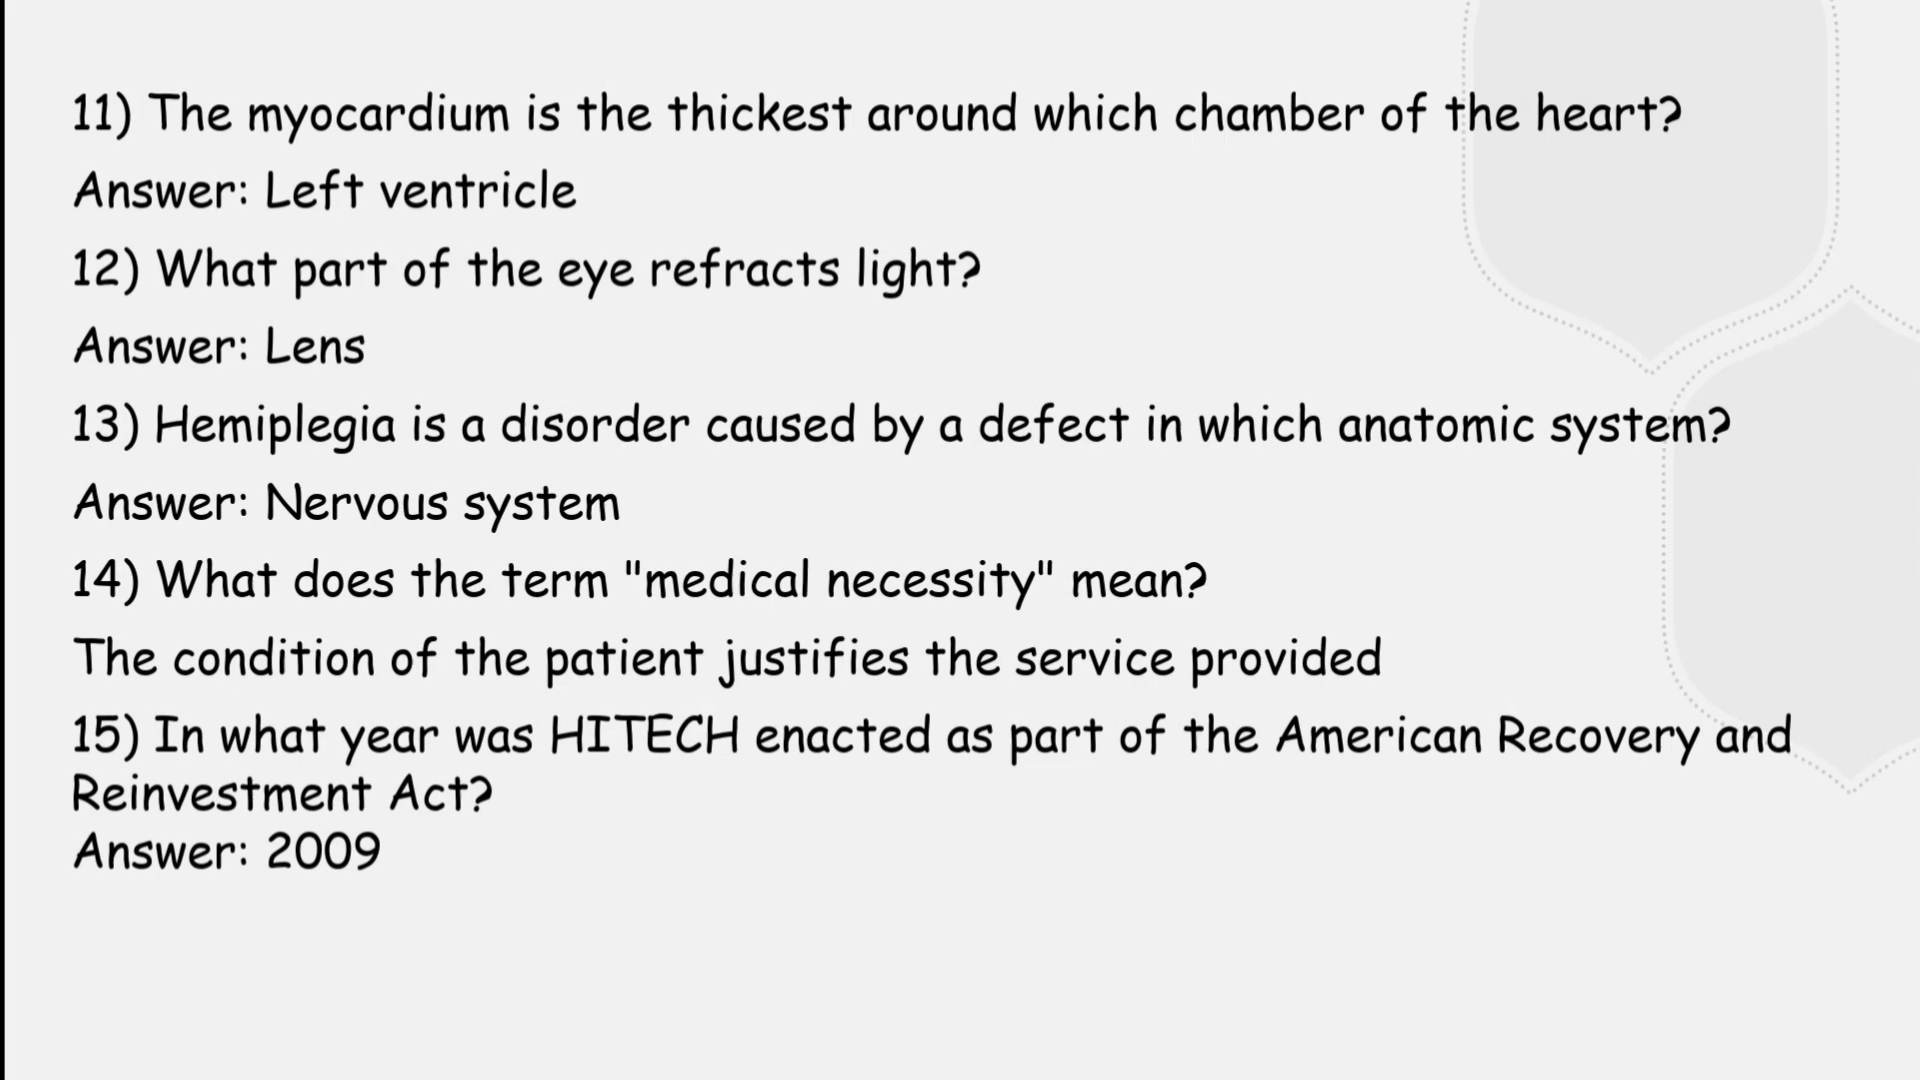 11) The myocardium is the thickest around which chamber of the heart?
Answer: Left ventricle
12) What part of the eye refracts light?
Answer: Lens
13) Hemiplegia is a disorder caused by a defect in which anatomic system?
Answer: Nervous system
14) What does the term "medical necessity" mean?
The condition of the patient justifies the service provided
15) In what year was HITECH enacted as part of the American Recovery and
Reinvestment Act?
Answer: 2009